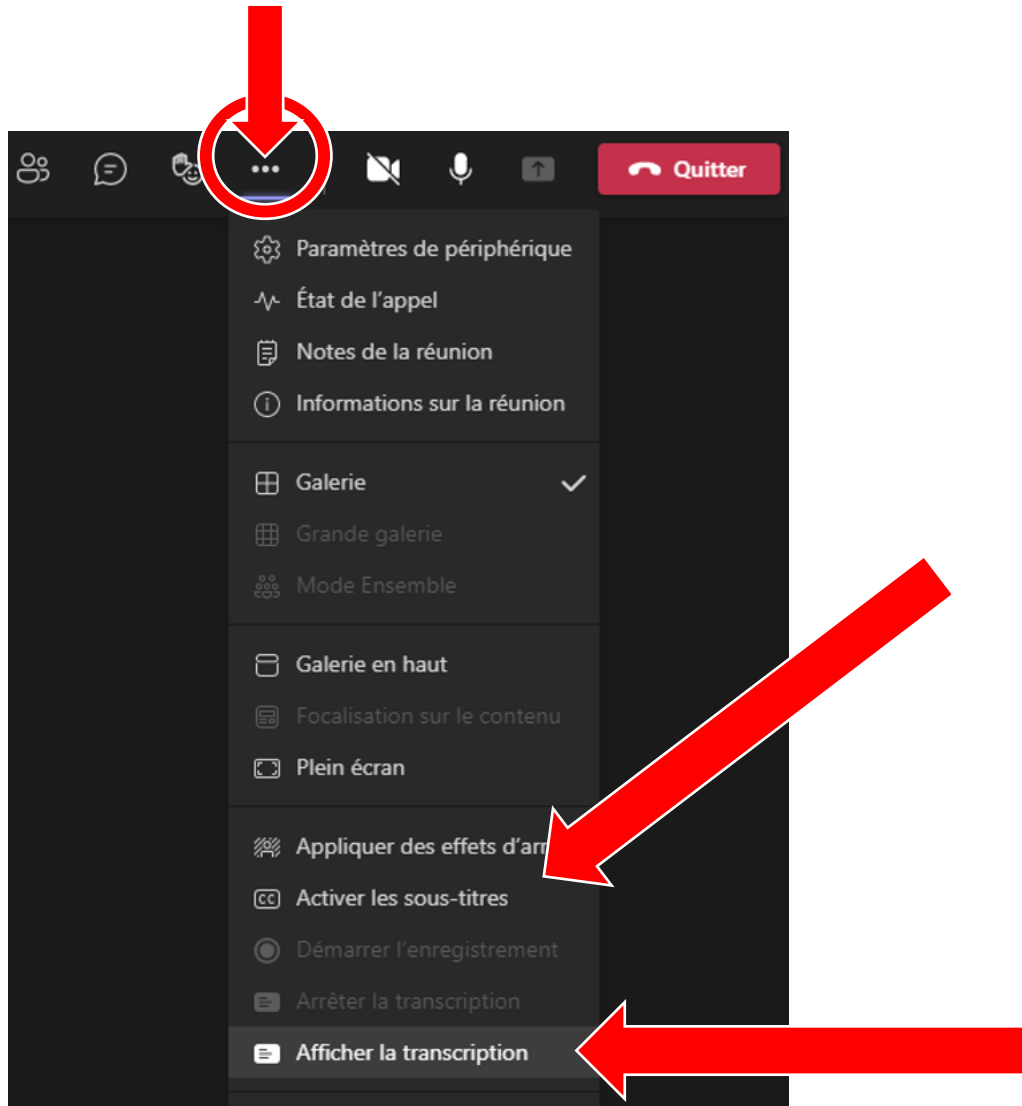 Quitter
Paramètres de périphérique
État de l’appel
Notes de la réunion
Informations sur la réunion
Galerie
Grande galerie
Mode Ensemble
Galerie en haut
Focalisation sur le contenu
Plein écran
Appliquer des effets
CC Activer les sous-titres
Démarrer l’enregistrement
Arrêter la transcription
Afficher la transcription